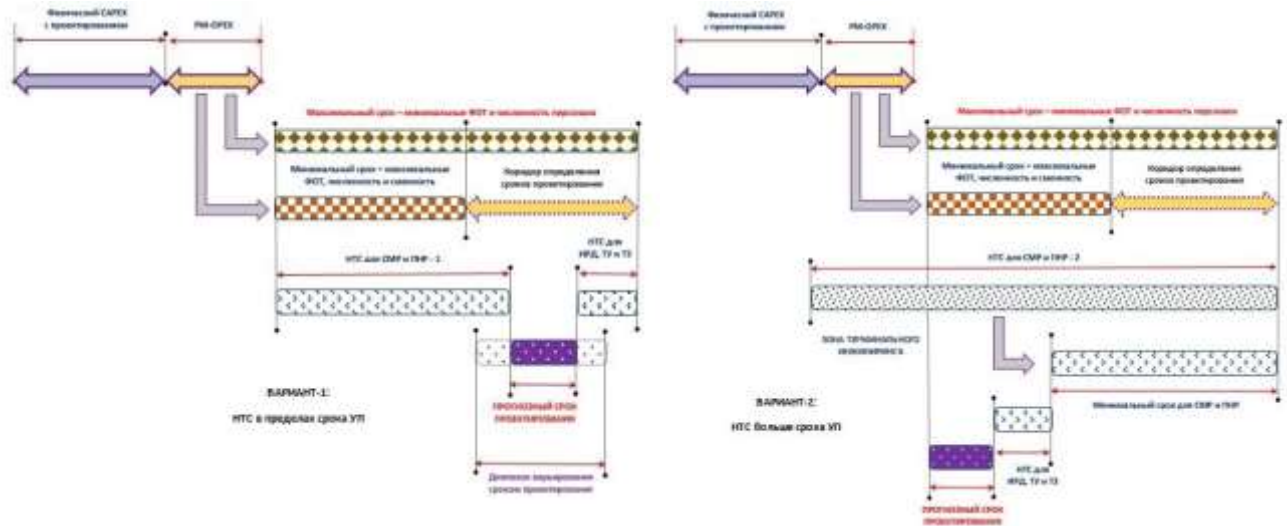 Физический CAPEX
с проектированием
PM-OPEX
Максимальный срок – минимальные ФОТ и численность персонала
Минимальный срок – максимальные
ФОТ, численность и сменность
Коридор определения
сроков проектирования
НТС для СМР и ПНР - 1
НТС для
ИРД, ТУ и ТЗ
ВАРИАНТ-1:
НТС в пределах срока УП
ПРОГНОЗНЫЙ СРОК
ПРОЕКТИРОВАНИЯ
Диапазон варьирования
сроками проектирования
Физический CAPEX
с проектированием
PM-OPEX
Максимальный срок – минимальные ФОТ и численность персонала
Минимальный срок – максимальные
ФОТ, численность и сменность
Коридор определения
сроков проектирования
НТС для СМР и ПНР - 2
ЗОНА ТЕРМИНАЛЬНОГО
ИНЖИНИРИНГА
ВАРИАНТ-2:
НТС больше срока УП
Минимальный срок для СМР и ПНР
НТС для
ИРД, ТУ и ТЗ
ПРОГНОЗНЫЙ СРОК
ПРОЕКТИРОВАНИЯ